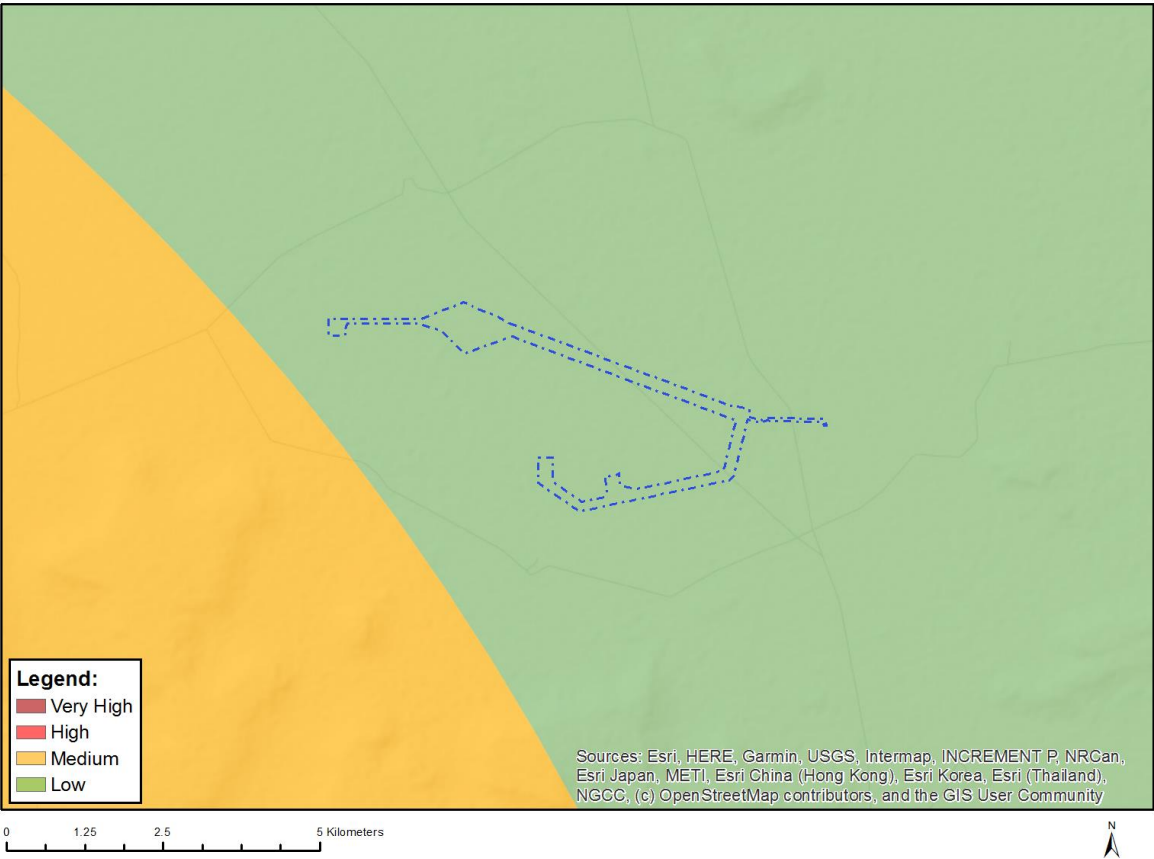 Legend:
Very High
High
Medium
Low
Sources: Esri, HERE, Garmin, USGS, Intermap, INCREMENT P, NRCan,
Esri Japan, METI, Esri China (Hong Kong), Esri Korea, Esri (Thailand),
NGCC, (c) OpenStreetMap contributors, and the GIS User Community
0 1.25 2.5 5 Kilometers
N